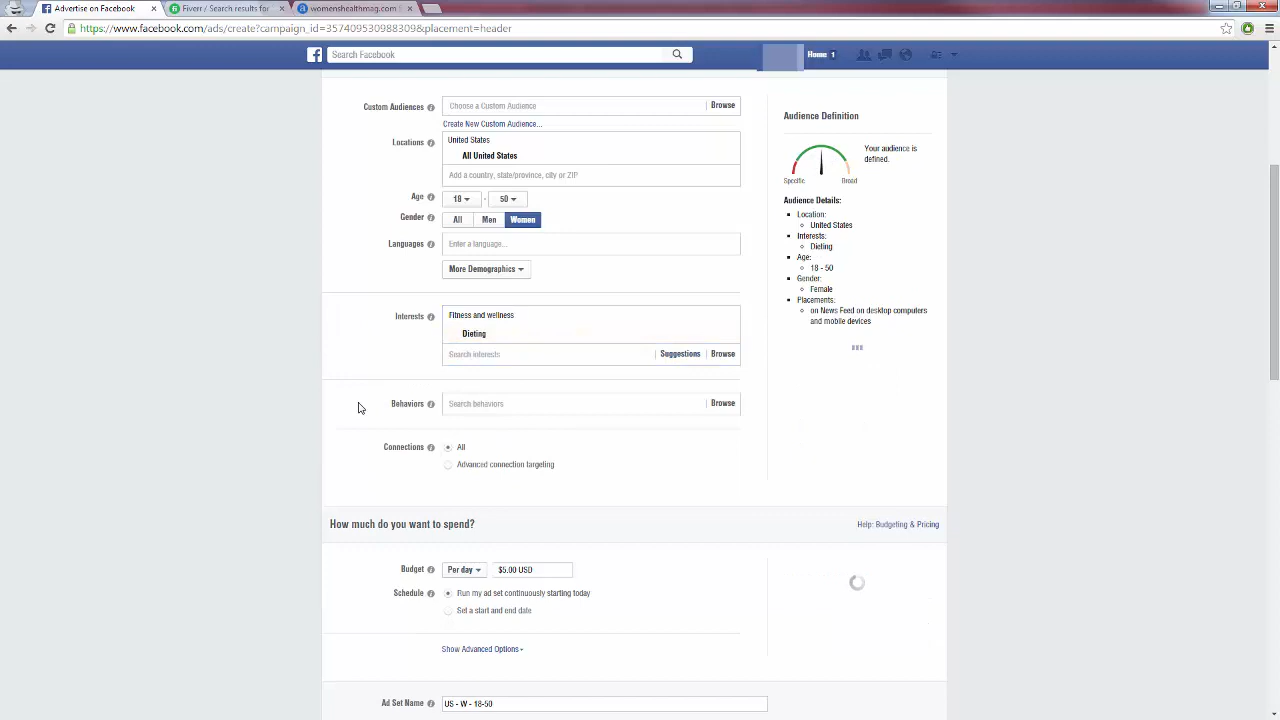 Advertise on Facebook
Fiverr / Search results for
womenshealthmag.com E
https://www.facebook.com/ads/create?campaign_id=357409530988309&placement=header
Search Facebook
Home 1
Custom Audiences
Choose a Custom Audience
Browse
Create New Custom Audience...
Locations
United States
All United States
Add a country, state/province, city or ZIP
Age
18
-
50
Gender
All
Men
Women
Languages
Enter a language...
More Demographics
Interests
Fitness and wellness
Dieting
Search interests
Suggestions
Browse
Behaviors
Search behaviors
Browse
Connections
All
Advanced connection targeting
Audience Definition
Your audience is
defined.
Specific
Broad
Audience Details:
Location:
United States
Interests:
Dieting
Age:
18 - 50
Gender:
Female
Placements:
on News Feed on desktop computers
and mobile devices
How much do you want to spend?
Help: Budgeting & Pricing
Budget
Per day
$5.00 USD
Schedule
Run my ad set continuously starting today
Set a start and end date
Show Advanced Options
Ad Set Name
US - W - 18-50